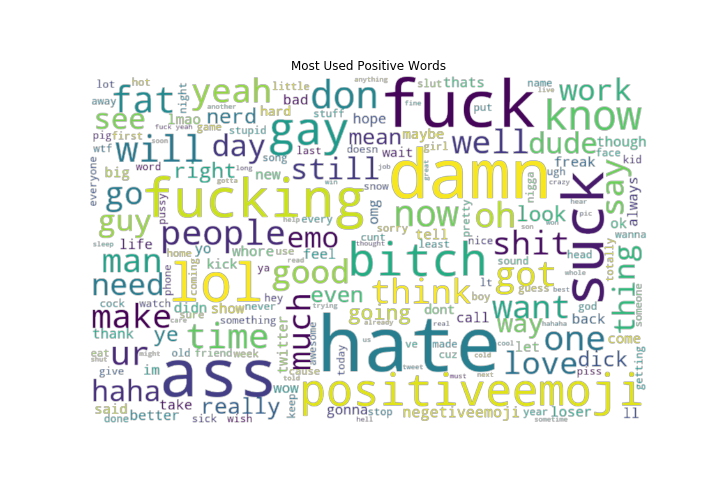 Most Used Positive Words
lot hot night little bad slut thats anything name live
away fat yeah don fuck put work
another fine
see lmao nerd hard stuff hope know
pig first fuck yeah game stupid mean maybe girl well dude though
wtf soon will day last doesn wait great face kid
everyone big word right song long new still damn freak ugh
go gotta job crazy nigga say
fucking win snow omg pretty hear always
guy pussy help every now oh look suck pic ok
sleep people emo sorry tell son won wanna
man life yo whore feel cunt least nice shit head totally
home use thought bitch sound whole thing
need phone coming lol kick ya good read think lt got guess best god someone
cock watch hey even trying going boy want back
make didn show never dont call way
thank ye sure time something much twitter already hate real hahaha one come
care ve made cuz cool let
ur eat shut might old friend week cause awesome today cold love dick getting
give im ass told wow tweet must next piss
haha take really keep positiveemoji
said better gonna stop negetiveemoji year loser ll
done sick wish hell sometime